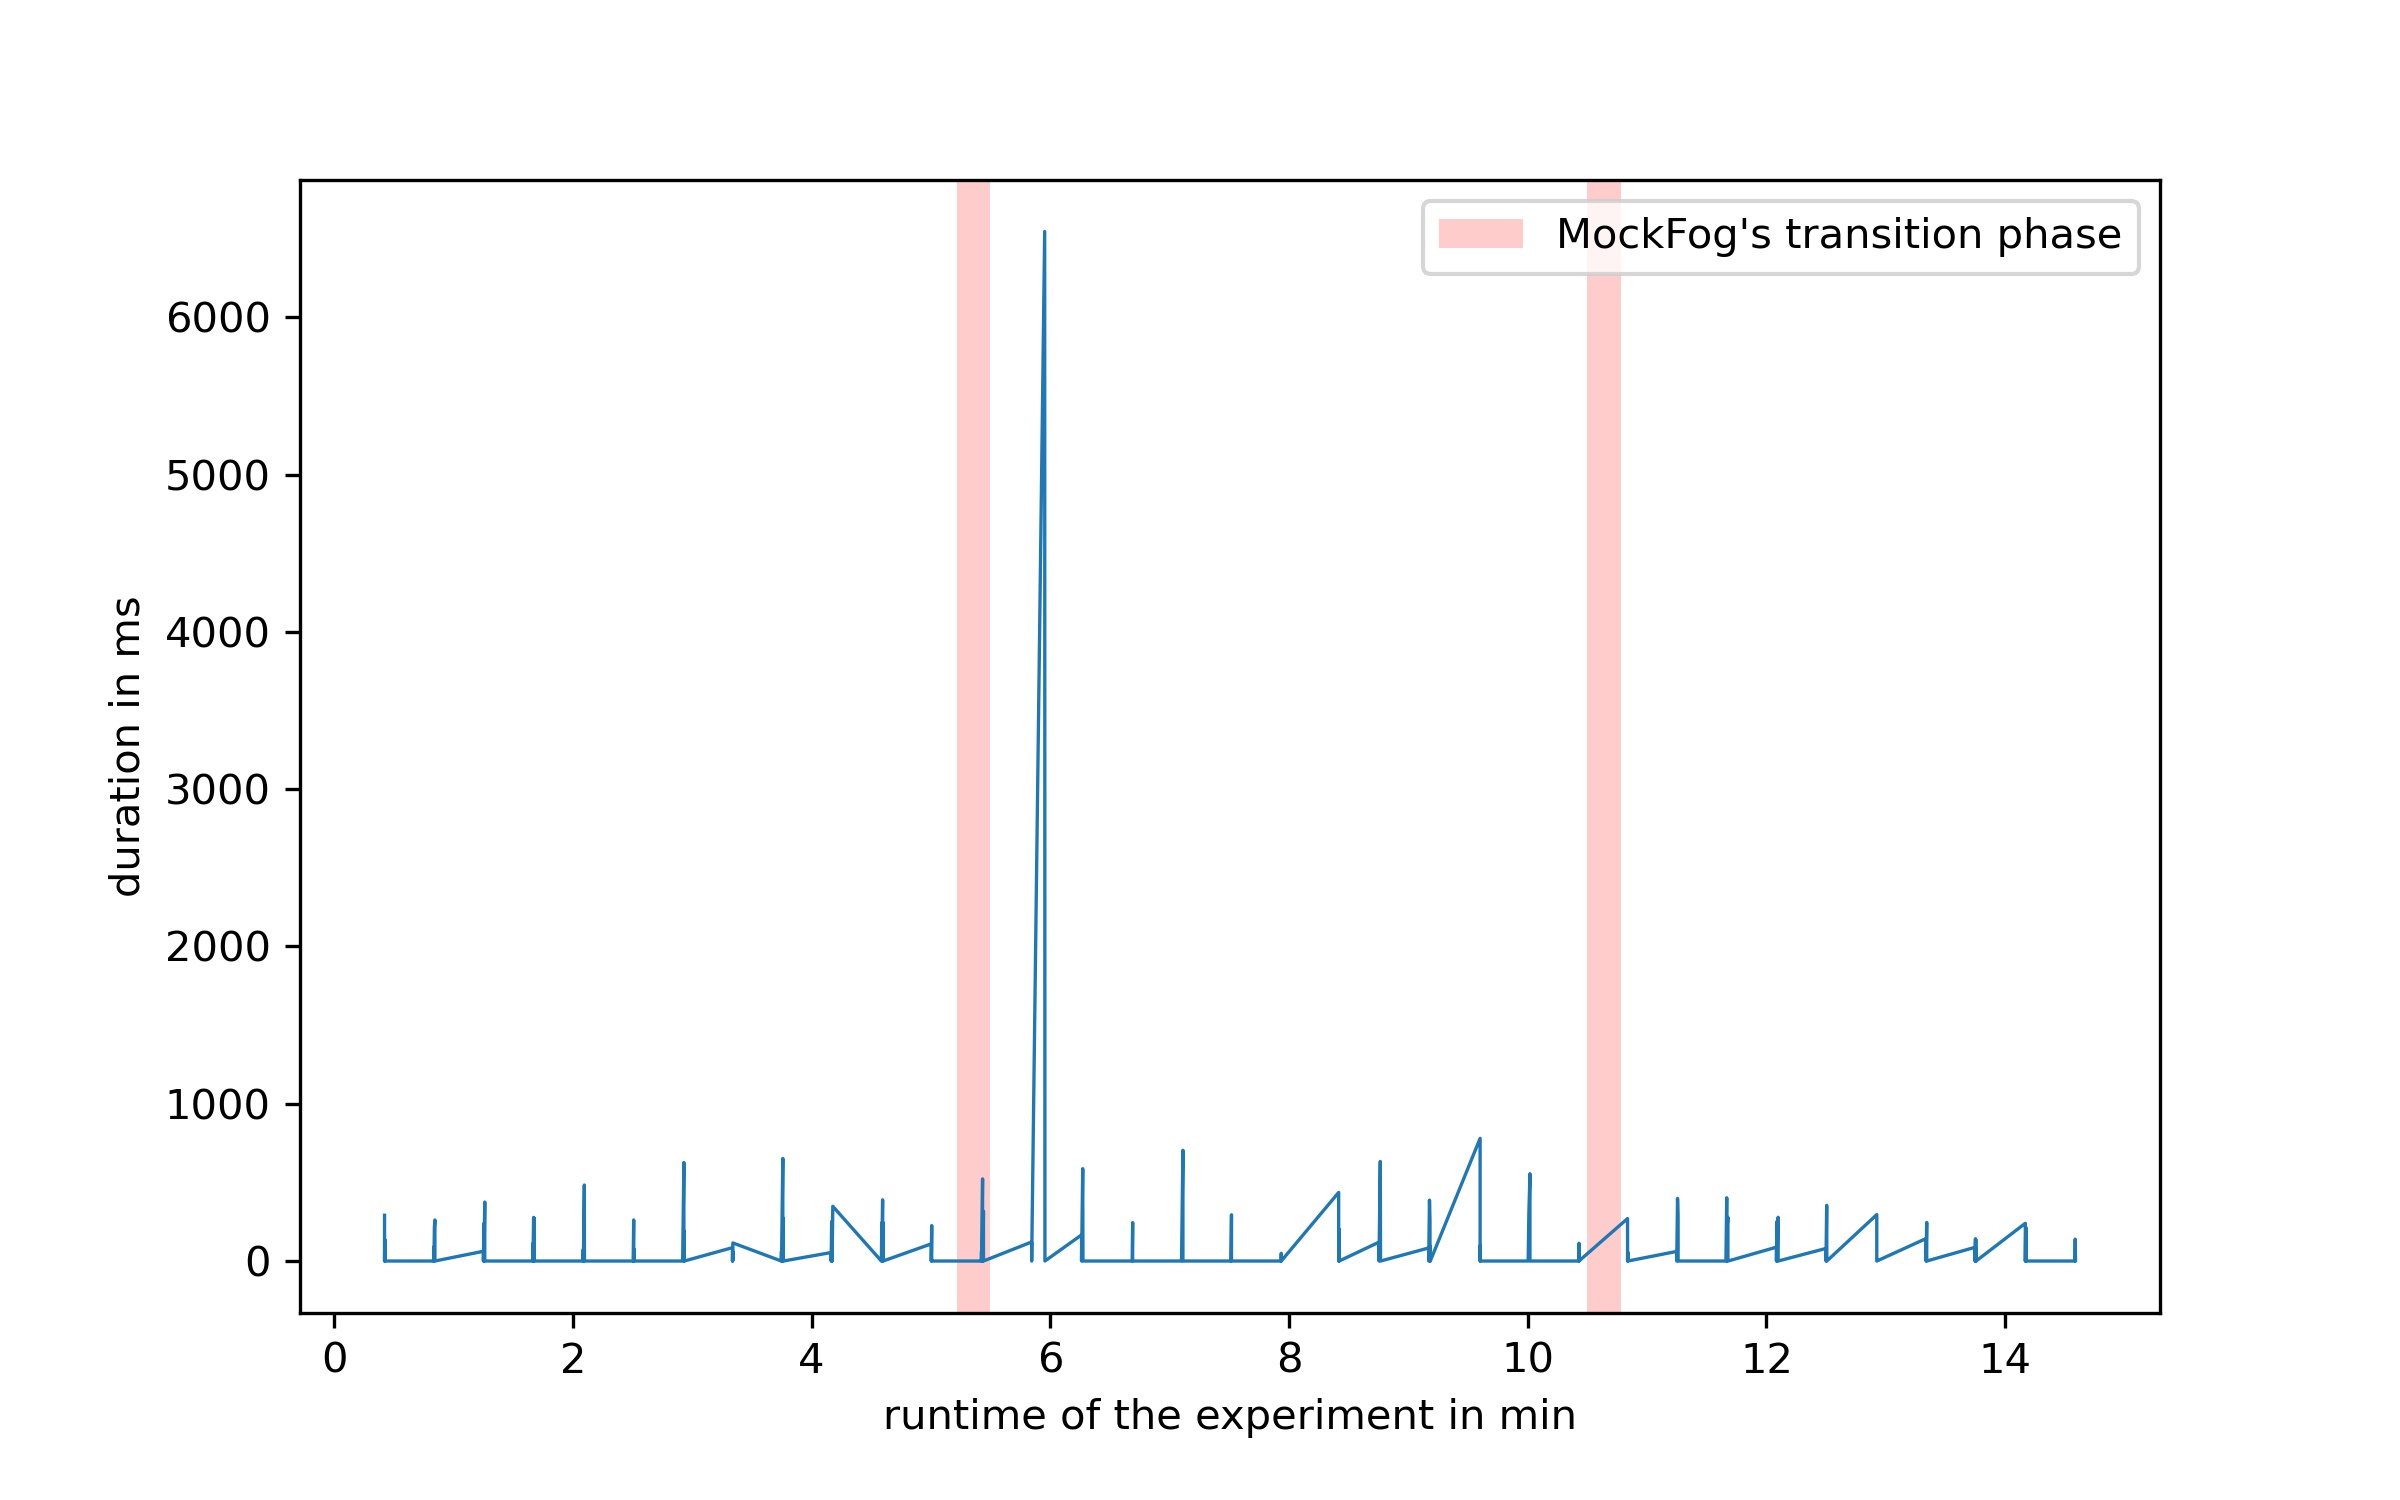 MockFog's transition phase
6000
5000
4000
3000
2000
1000
0
duration in ms
0 2 4 6 8 10 12 14
runtime of the experiment in min